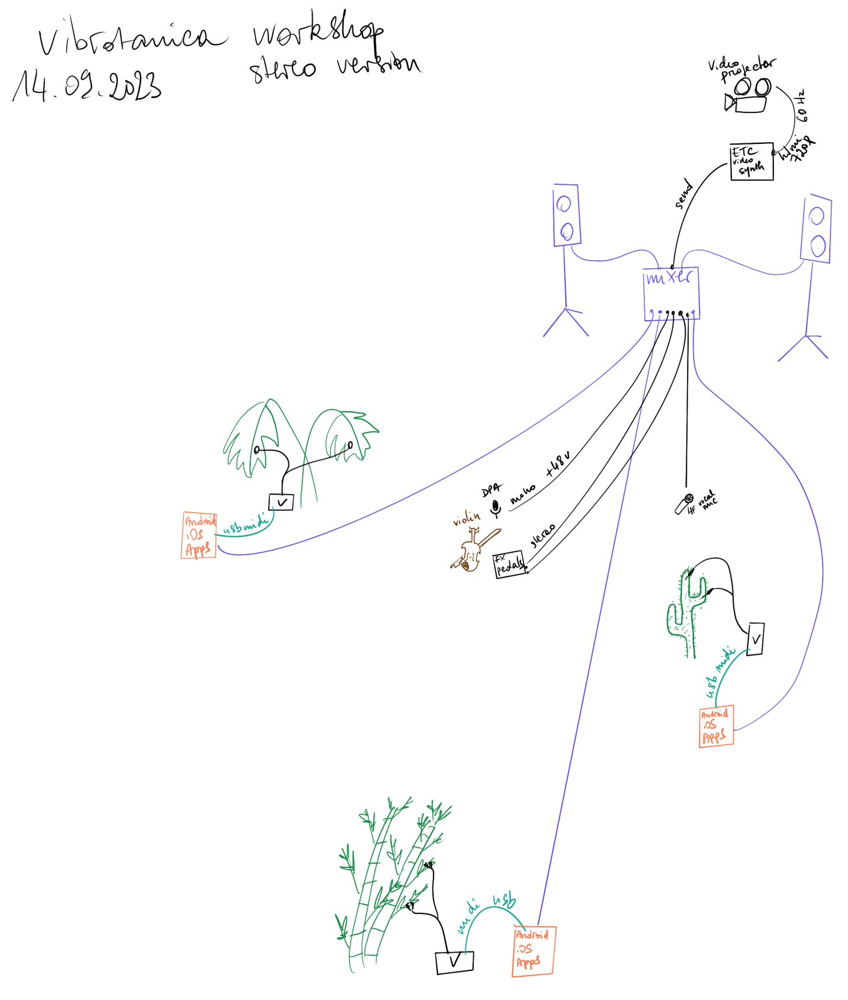 Vibrotanica workshop
stereo version
14.09.2023
video
projector
60 Hz
hdmi
720p
ETC
video
synth
send
mixer
+48v
mono
DPA
violin
stereo
FX
pedals
HF vocal
mic
V
usb midi
Android
iOS
Apps
V
usb midi
Android
iOS
Apps
midi usb
V
Android
iOS
Apps